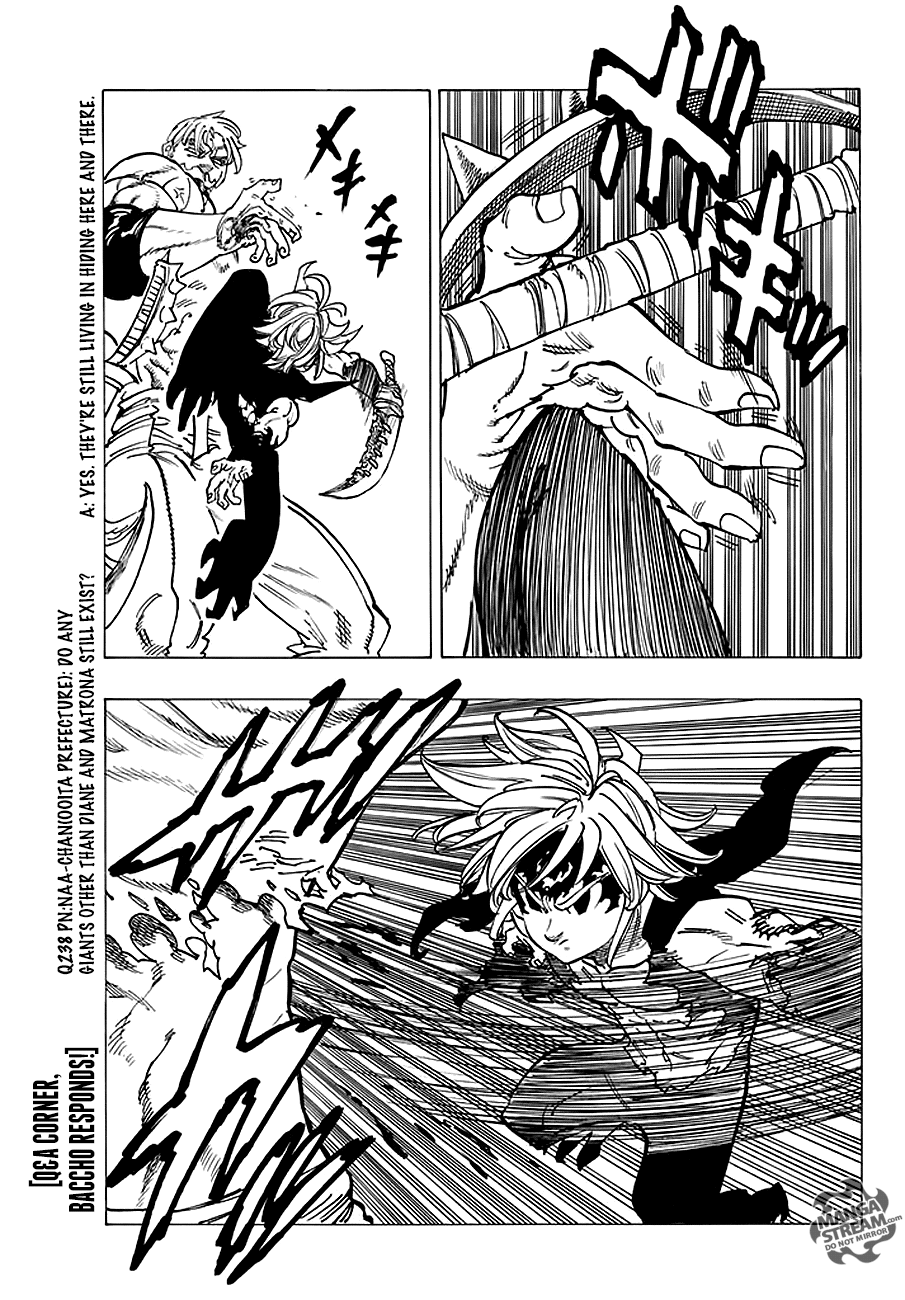 [Q&A CORNER,
BACCHO RESPONDS!]
Q238 PN:NAA-CHAN(OOITA PREFECTURE): DO ANY
GIANTS OTHER THAN DIANE AND MATRONA STILL EXIST?
A: YES. THEY'RE STILL LIVING IN HIDING HERE AND THERE.
メキ
メキ
MANGA
STREAM.com
DO NOT MIRROR